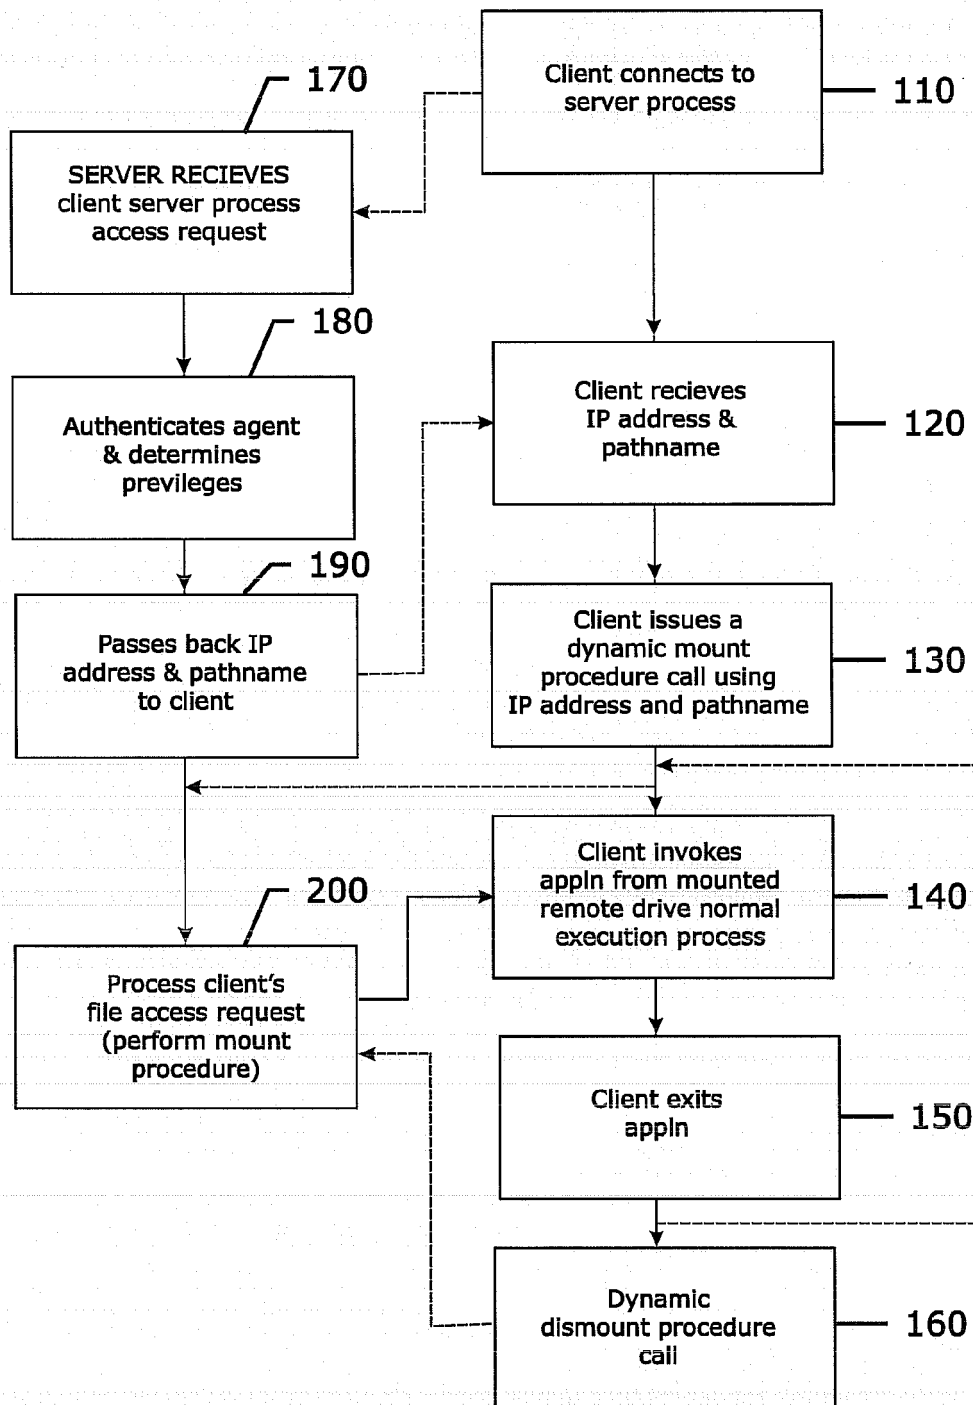 Client connects to
server process
110
170
SERVER RECIEVES
client server process
access request
180
Authenticates agent
& determines
previleges
Client recieves
IP address &
pathname
120
190
Passes back IP
address & pathname
to client
Client issues a
dynamic mount
procedure call using
IP address and pathname
130
Client invokes
appln from mounted
remote drive normal
execution process
140
200
Process client's
file access request
(perform mount
procedure)
Client exits
appln
150
Dynamic
dismount procedure
call
160